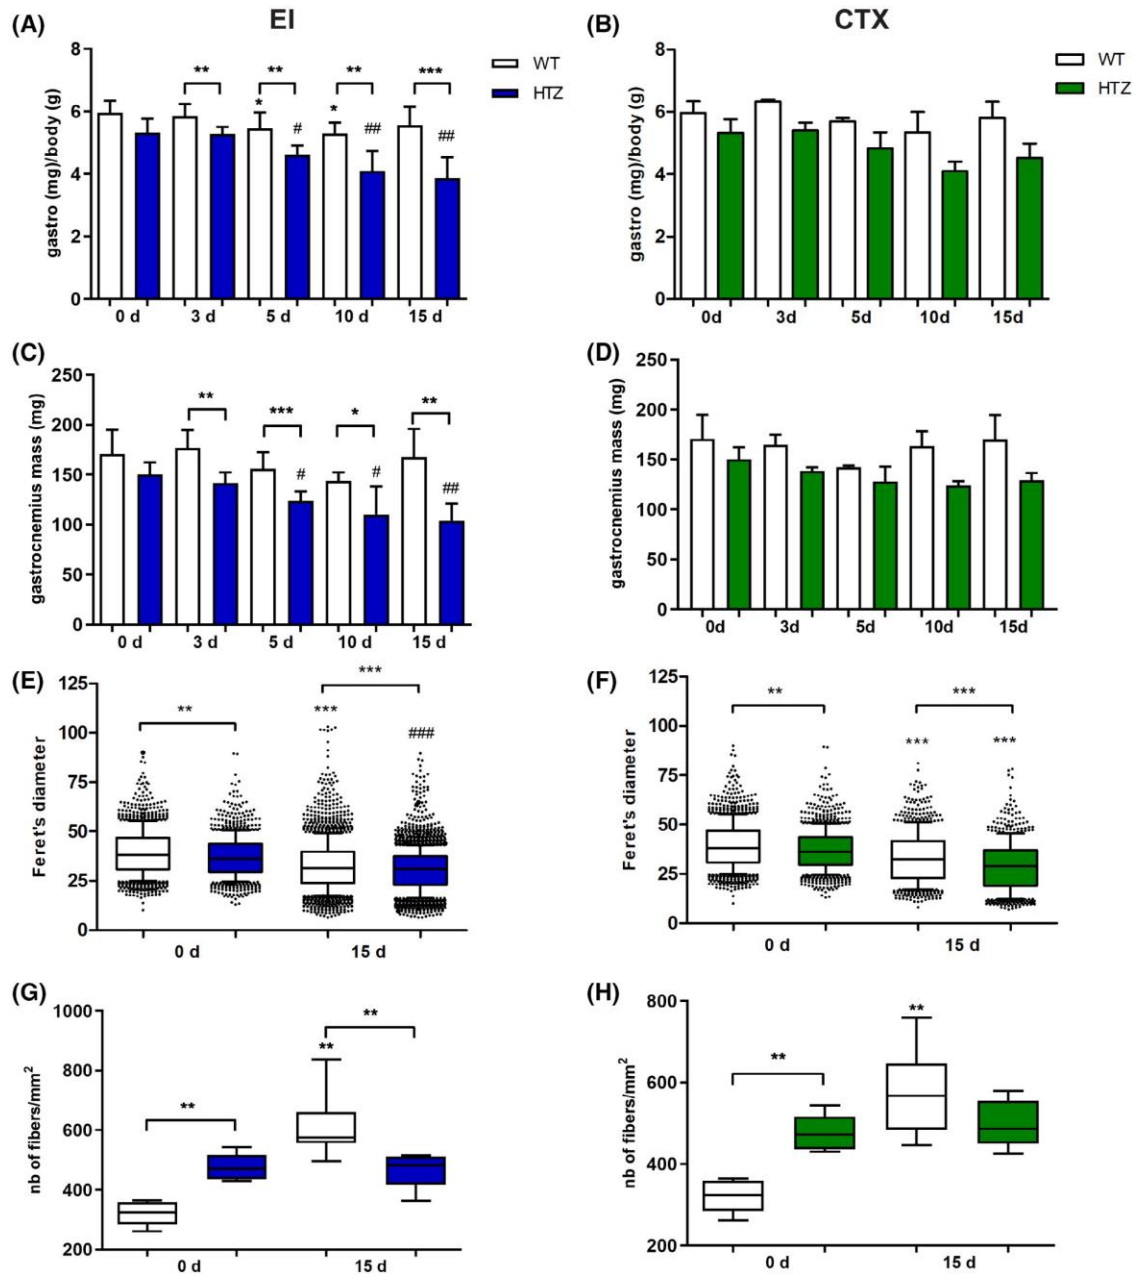 EI
CTX
(A)
8
6
4
2
0
gastro (mg)/body (g)
** ** ** ***
* # * ## ##
WT
HTZ
0 d 3 d 5 d 10 d 15 d
(B)
8
6
4
2
0
gastro (mg)/body (g)
WT
HTZ
0d 3d 5d 10d 15d
(C)
250
200
150
100
50
0
gastrocnemius mass (mg)
** *** * **
# # ##
0 d 3 d 5 d 10 d 15 d
(D)
250
200
150
100
50
0
gastrocnemius mass (mg)
0d 3d 5d 10d 15d
(E)
125
100
75
50
25
0
Feret's diameter
** ***
*** ###
0 d 15 d
(F)
125
100
75
50
25
0
Feret's diameter
** ***
*** ***
0 d 15 d
(G)
1000
800
600
400
200
nb of fibers/mm²
** **
**
0 d 15 d
(H)
800
600
400
200
nb of fibers/mm²
** **
0 d 15 d